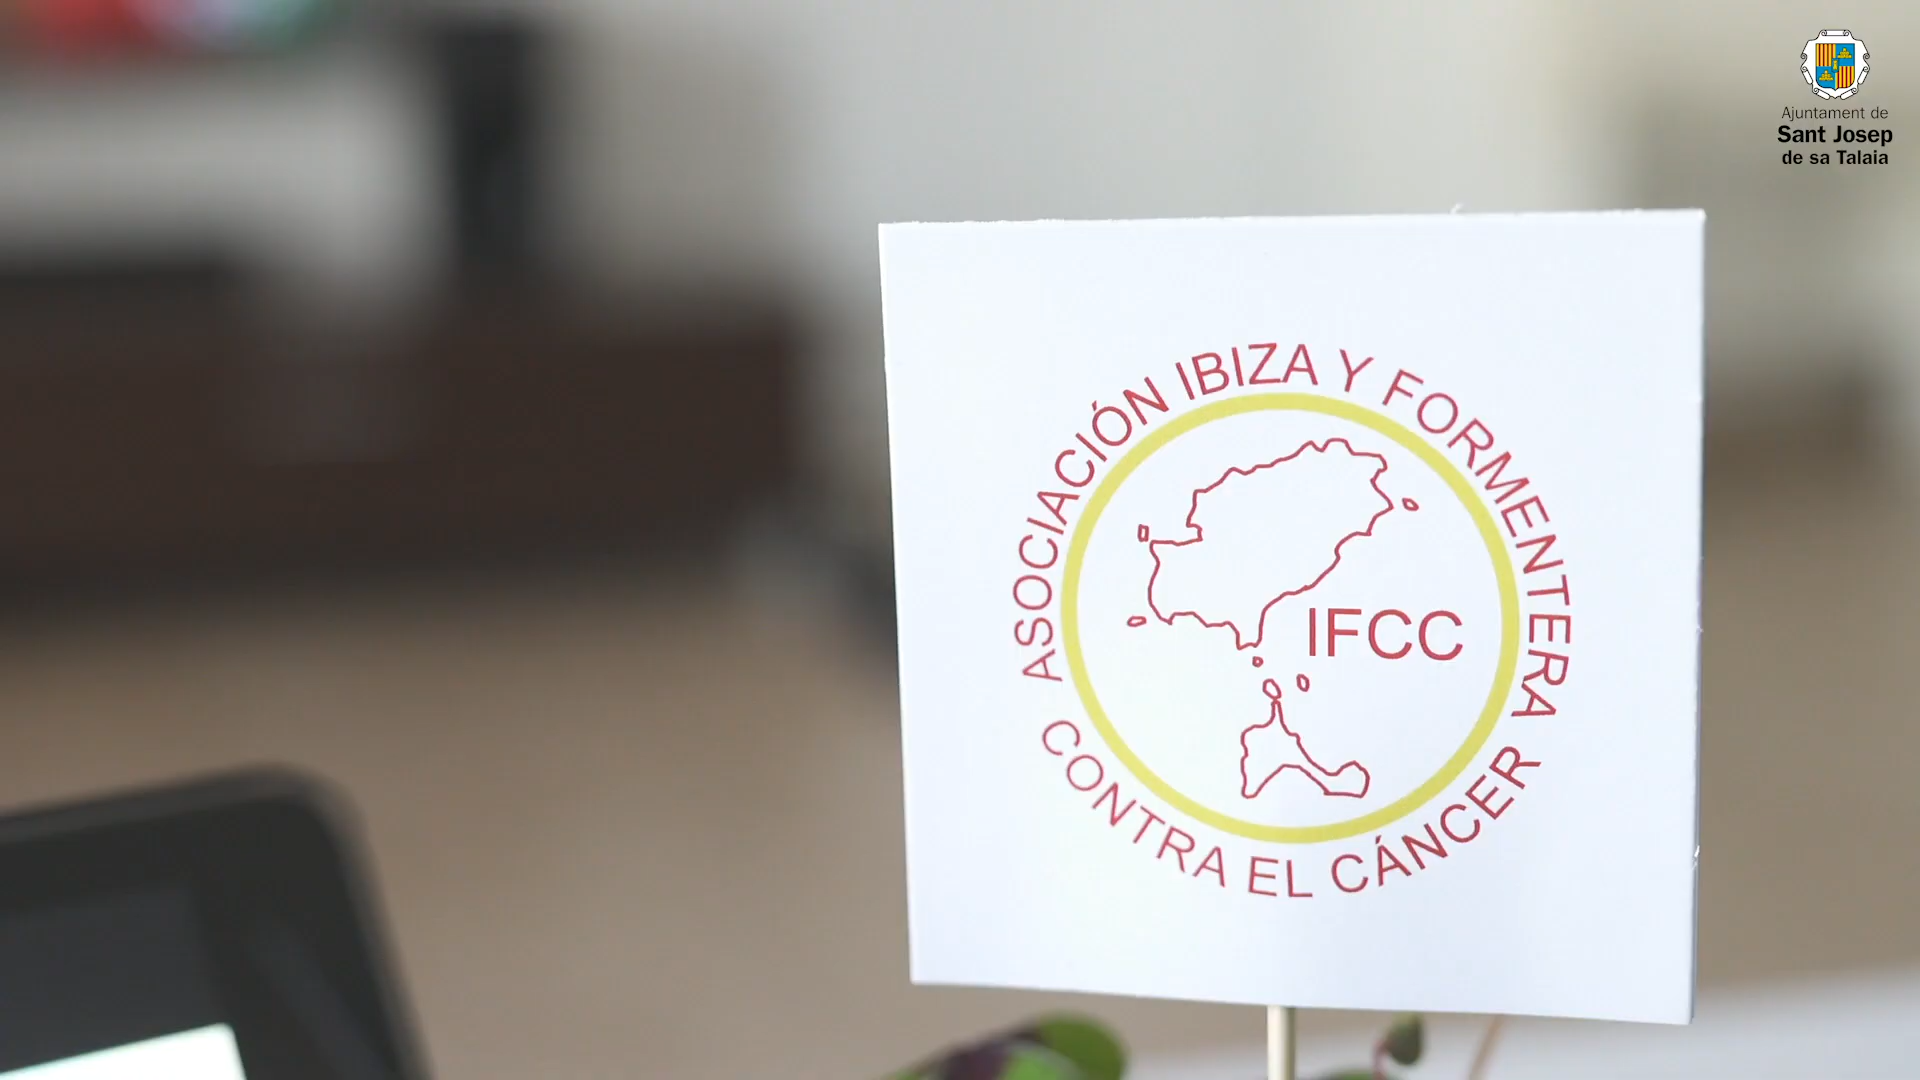 Ajuntament de
Sant Josep
de sa Talaia
ASOCIACIÓN IBIZA Y FORMENTERA
IFCC
CONTRA EL CÁNCER